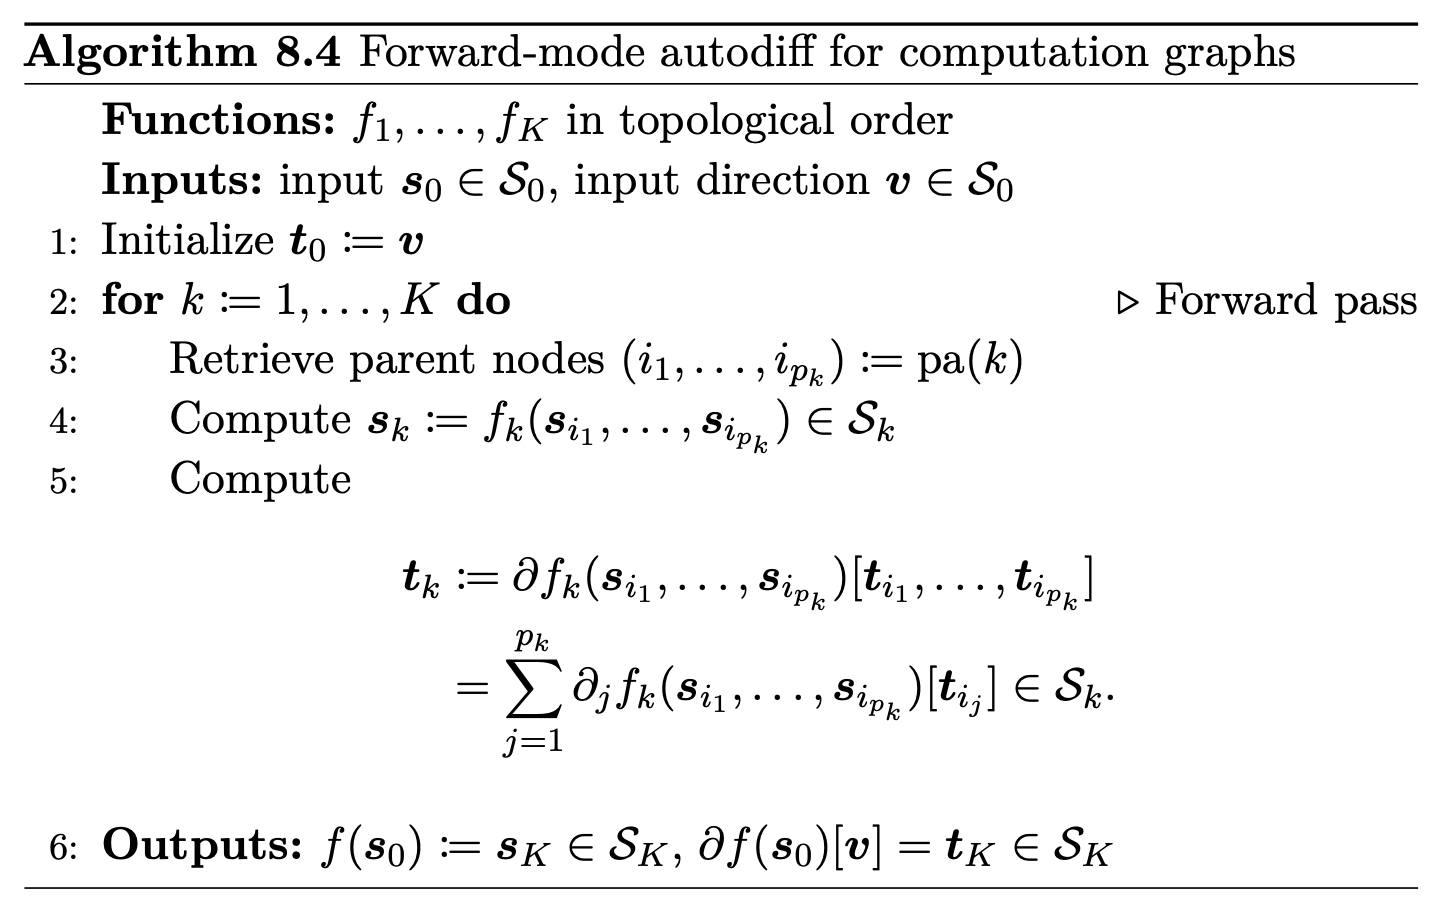 Algorithm 8.4 Forward-mode autodiff for computation graphs
Functions: $f_1, \ldots, f_K$ in topological order
Inputs: input $\boldsymbol{s}_0 \in \mathcal{S}_0$, input direction $\boldsymbol{v} \in \mathcal{S}_0$
1: Initialize $\boldsymbol{t}_0 := \boldsymbol{v}$
2: for $k := 1, \ldots, K$ do ▷ Forward pass
3: Retrieve parent nodes $(i_1, \ldots, i_{p_k}) := \mathrm{pa}(k)$
4: Compute $\boldsymbol{s}_k := f_k(\boldsymbol{s}_{i_1}, \ldots, \boldsymbol{s}_{i_{p_k}}) \in \mathcal{S}_k$
5: Compute
$\boldsymbol{t}_k := \partial f_k(\boldsymbol{s}_{i_1}, \ldots, \boldsymbol{s}_{i_{p_k}})[\boldsymbol{t}_{i_1}, \ldots, \boldsymbol{t}_{i_{p_k}}]$
$= \sum_{j=1}^{p_k} \partial_j f_k(\boldsymbol{s}_{i_1}, \ldots, \boldsymbol{s}_{i_{p_k}})[\boldsymbol{t}_{i_j}] \in \mathcal{S}_k.$
6: Outputs: $f(\boldsymbol{s}_0) := \boldsymbol{s}_K \in \mathcal{S}_K$, $\partial f(\boldsymbol{s}_0)[\boldsymbol{v}] = \boldsymbol{t}_K \in \mathcal{S}_K$